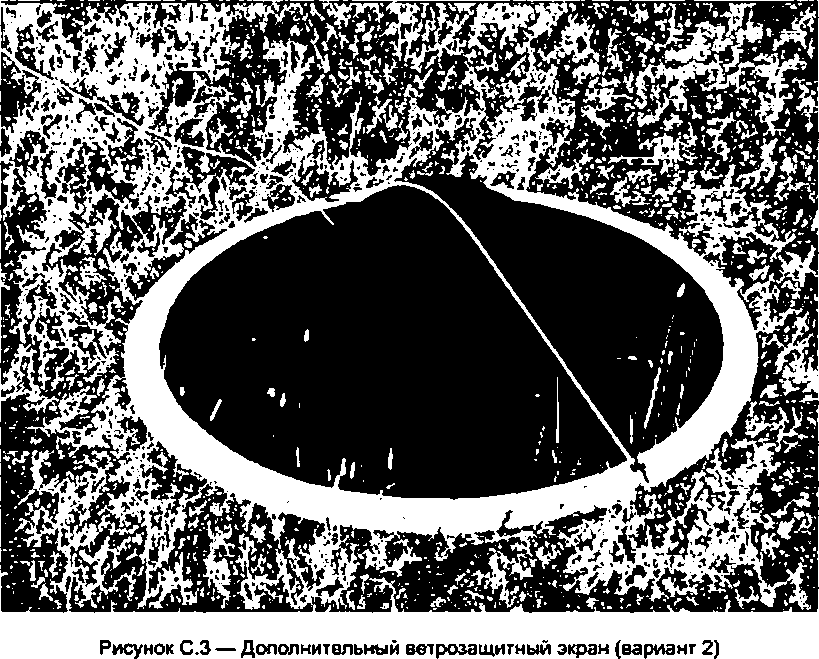 Рисунок С.3 — Дополнительный ветрозащитный экран (вариант 2)